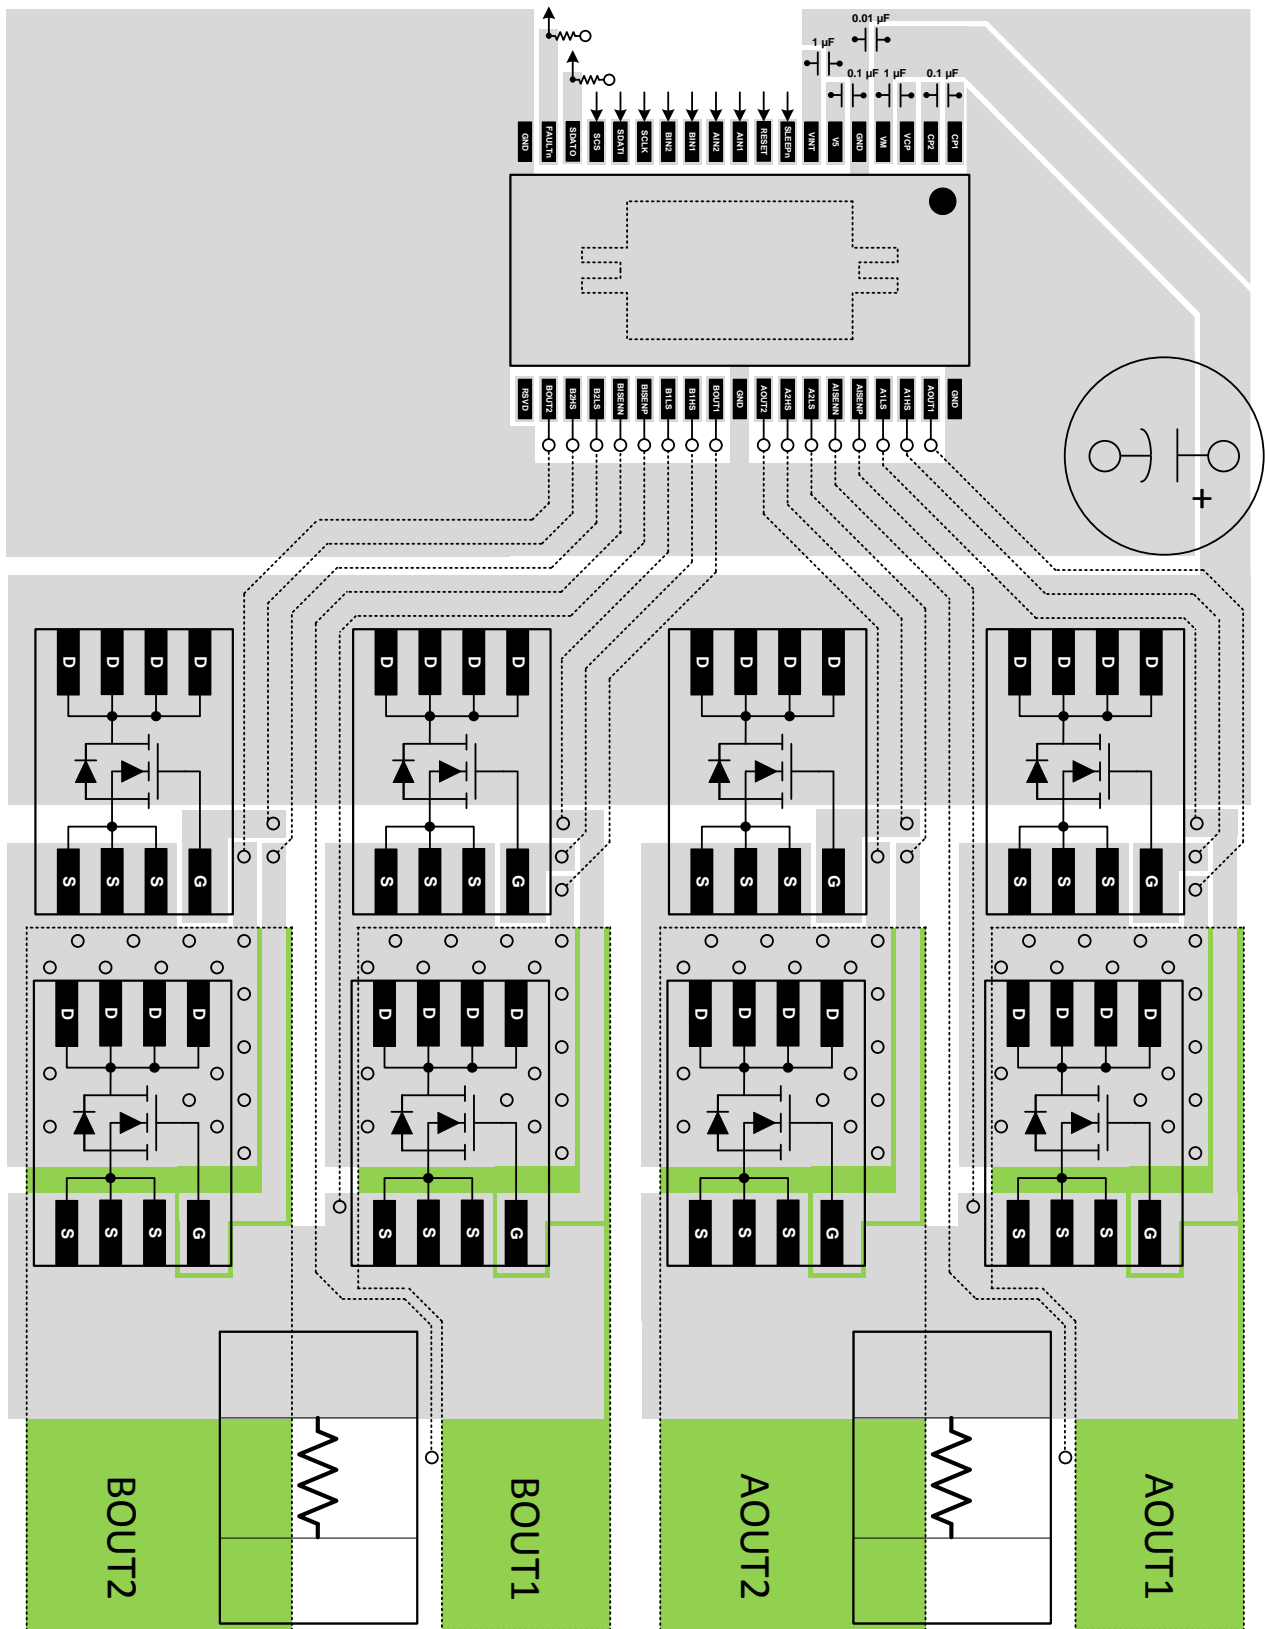 0.01 µF
1 µF
0.1 µF 1 µF 0.1 µF
GND FAULTn SDATO SCS SDATI SCLK BIN2 BIN1 AIN2 AIN1 RESET SLEEPn VINT V5 GND VM VCP CP2 CP1
RSVD BOUT2 B2HS B2LS BISENN BISENP B1LS B1HS BOUT1 GND AOUT2 A2HS A2LS AISENN AISENP A1LS A1HS AOUT1 GND
+
D D D D D D D D D D D D D D D D
S S S G S S S G S S S G S S S G
D D D D D D D D D D D D D D D D
S S S G S S S G S S S G S S S G
BOUT2 BOUT1 AOUT2 AOUT1